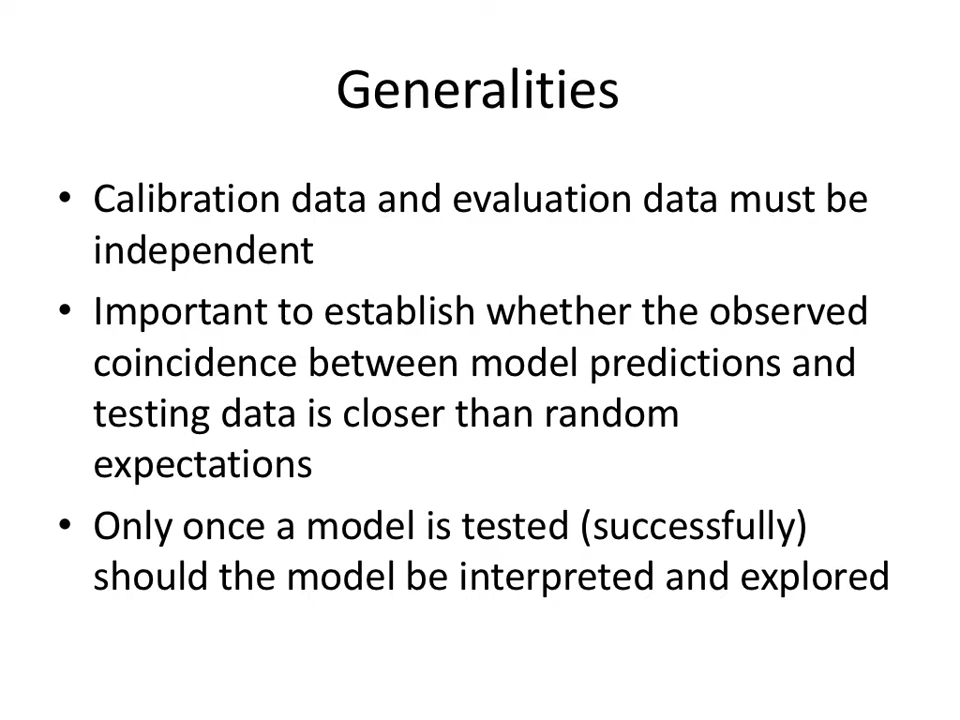 Generalities
• Calibration data and evaluation data must be
independent
• Important to establish whether the observed
coincidence between model predictions and
testing data is closer than random
expectations
• Only once a model is tested (successfully)
should the model be interpreted and explored